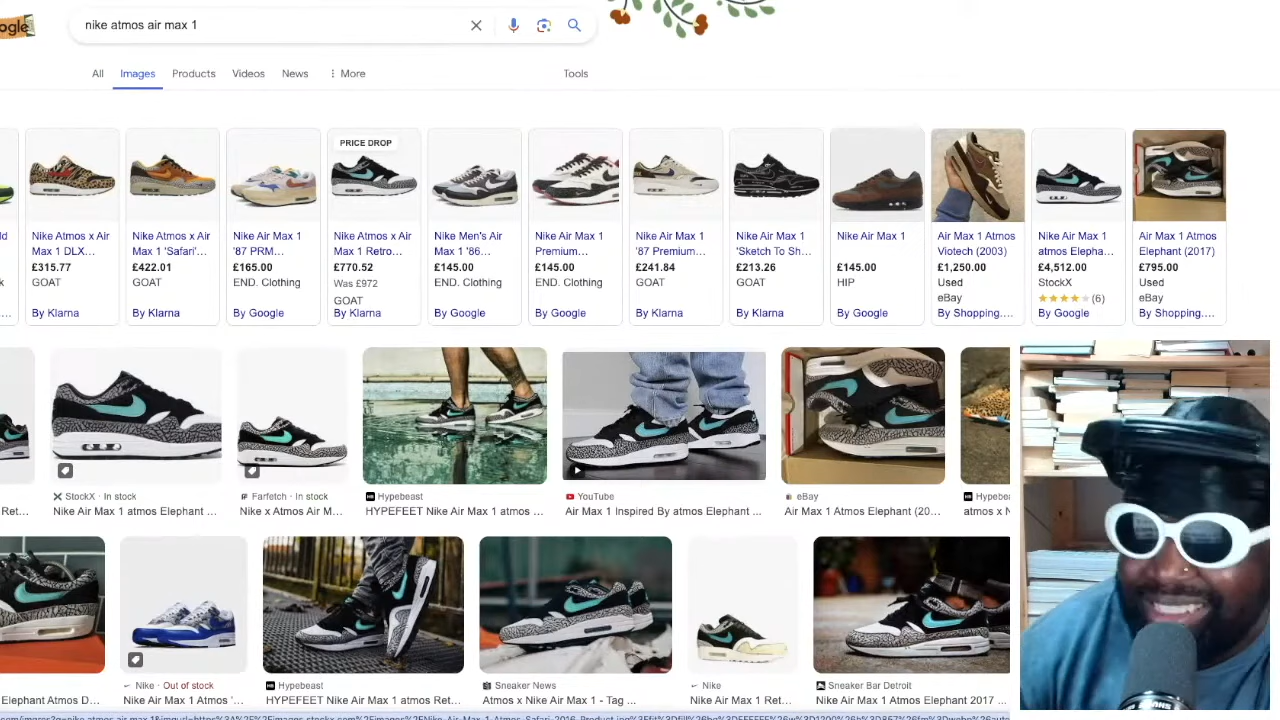 ogle
nike atmos air max 1
All
Images
Products
Videos
News
More
Tools
PRICE DROP
Nike Atmos x Air
Max 1 DLX…
£315.77
GOAT
By Klarna
Nike Atmos x Air
Max 1 'Safari'…
£422.01
GOAT
By Klarna
Nike Air Max 1
'87 PRM…
£165.00
END. Clothing
By Google
Nike Atmos x Air
Max 1 Retro…
£770.52
Was £972
GOAT
By Klarna
Nike Men's Air
Max 1 '86…
£145.00
END. Clothing
By Google
Nike Air Max 1
Premium…
£145.00
END. Clothing
By Google
Nike Air Max 1
'87 Premium…
£241.84
GOAT
By Klarna
Nike Air Max 1
'Sketch To Sh…
£213.26
GOAT
By Klarna
Nike Air Max 1
£145.00
HIP
By Google
Air Max 1 Atmos
Viotech (2003)
£1,250.00
Used
eBay
By Shopping.…
Nike Air Max 1
atmos Elepha…
£4,512.00
StockX
(6)
By Google
Air Max 1 Atmos
Elephant (2017)
£795.00
Used
eBay
By Shopping.…
Ret…
StockX · In stock
Nike Air Max 1 atmos Elephant …
Farfetch · In stock
Nike x Atmos Air M…
Hypebeast
HYPEFEET Nike Air Max 1 atmos …
YouTube
Air Max 1 Inspired By atmos Elephant ...
eBay
Air Max 1 Atmos Elephant (20…
Hypebea
atmos x N
Elephant Atmos D…
Nike · Out of stock
Nike Air Max 1 Atmos '…
Hypebeast
HYPEFEET Nike Air Max 1 atmos Ret…
Sneaker News
Atmos x Nike Air Max 1 - Tag …
Nike
Nike Air Max 1 Ret…
Sneaker Bar Detroit
Nike Air Max 1 Elephant 2017 …